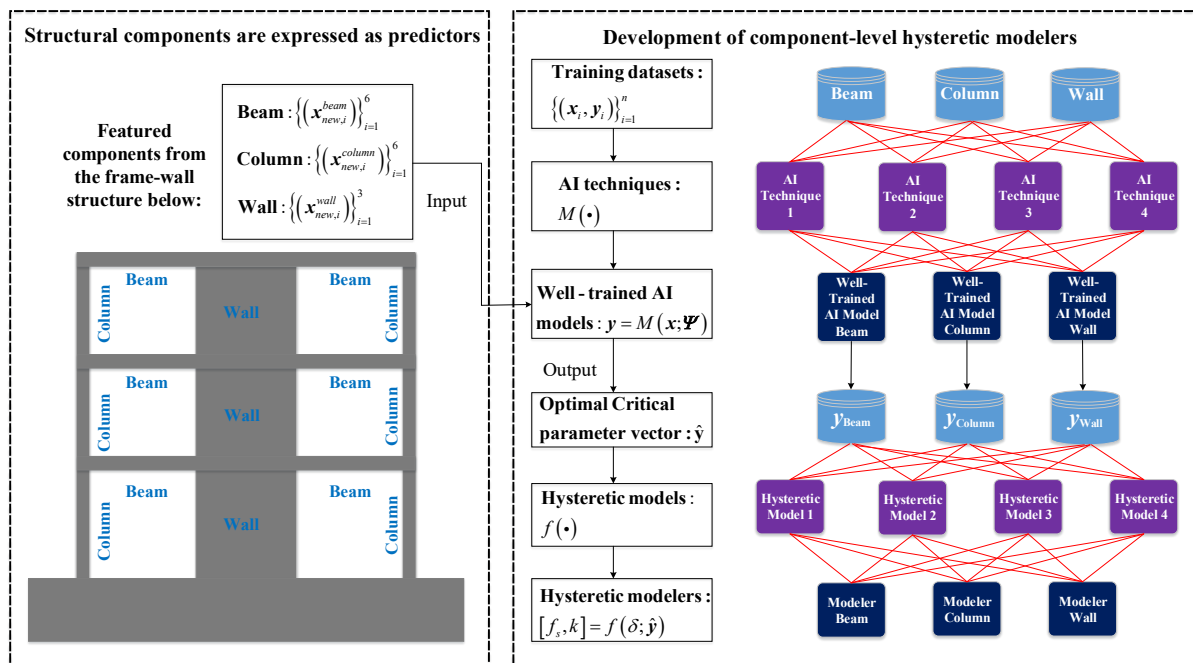 Structural components are expressed as predictors
Featured
components from
the frame-wall
structure below:
Beam : {(x_{new,i}^{beam})}_{i=1}^{6}
Column : {(x_{new,i}^{column})}_{i=1}^{6}
Wall : {(x_{new,i}^{wall})}_{i=1}^{3}
Input
Beam
Beam
Column
Wall
Column
Beam
Beam
Column
Wall
Column
Beam
Beam
Column
Wall
Column
Development of component-level hysteretic modelers
Training datasets :
{(x_i, y_i)}_{i=1}^{n}
AI techniques :
M(•)
Well - trained AI
models : y = M(x; Ψ)
Output
Optimal Critical
parameter vector : ŷ
Hysteretic models :
f(•)
Hysteretic modelers :
[f_s, k] = f(δ; ŷ)
Beam
Column
Wall
AI
Technique
1
AI
Technique
2
AI
Technique
3
AI
Technique
4
Well-
Trained
AI Model
Beam
Well-
Trained
AI Model
Column
Well-
Trained
AI Model
Wall
y_Beam
y_Column
y_Wall
Hysteretic
Model 1
Hysteretic
Model 2
Hysteretic
Model 3
Hysteretic
Model 4
Modeler
Beam
Modeler
Column
Modeler
Wall